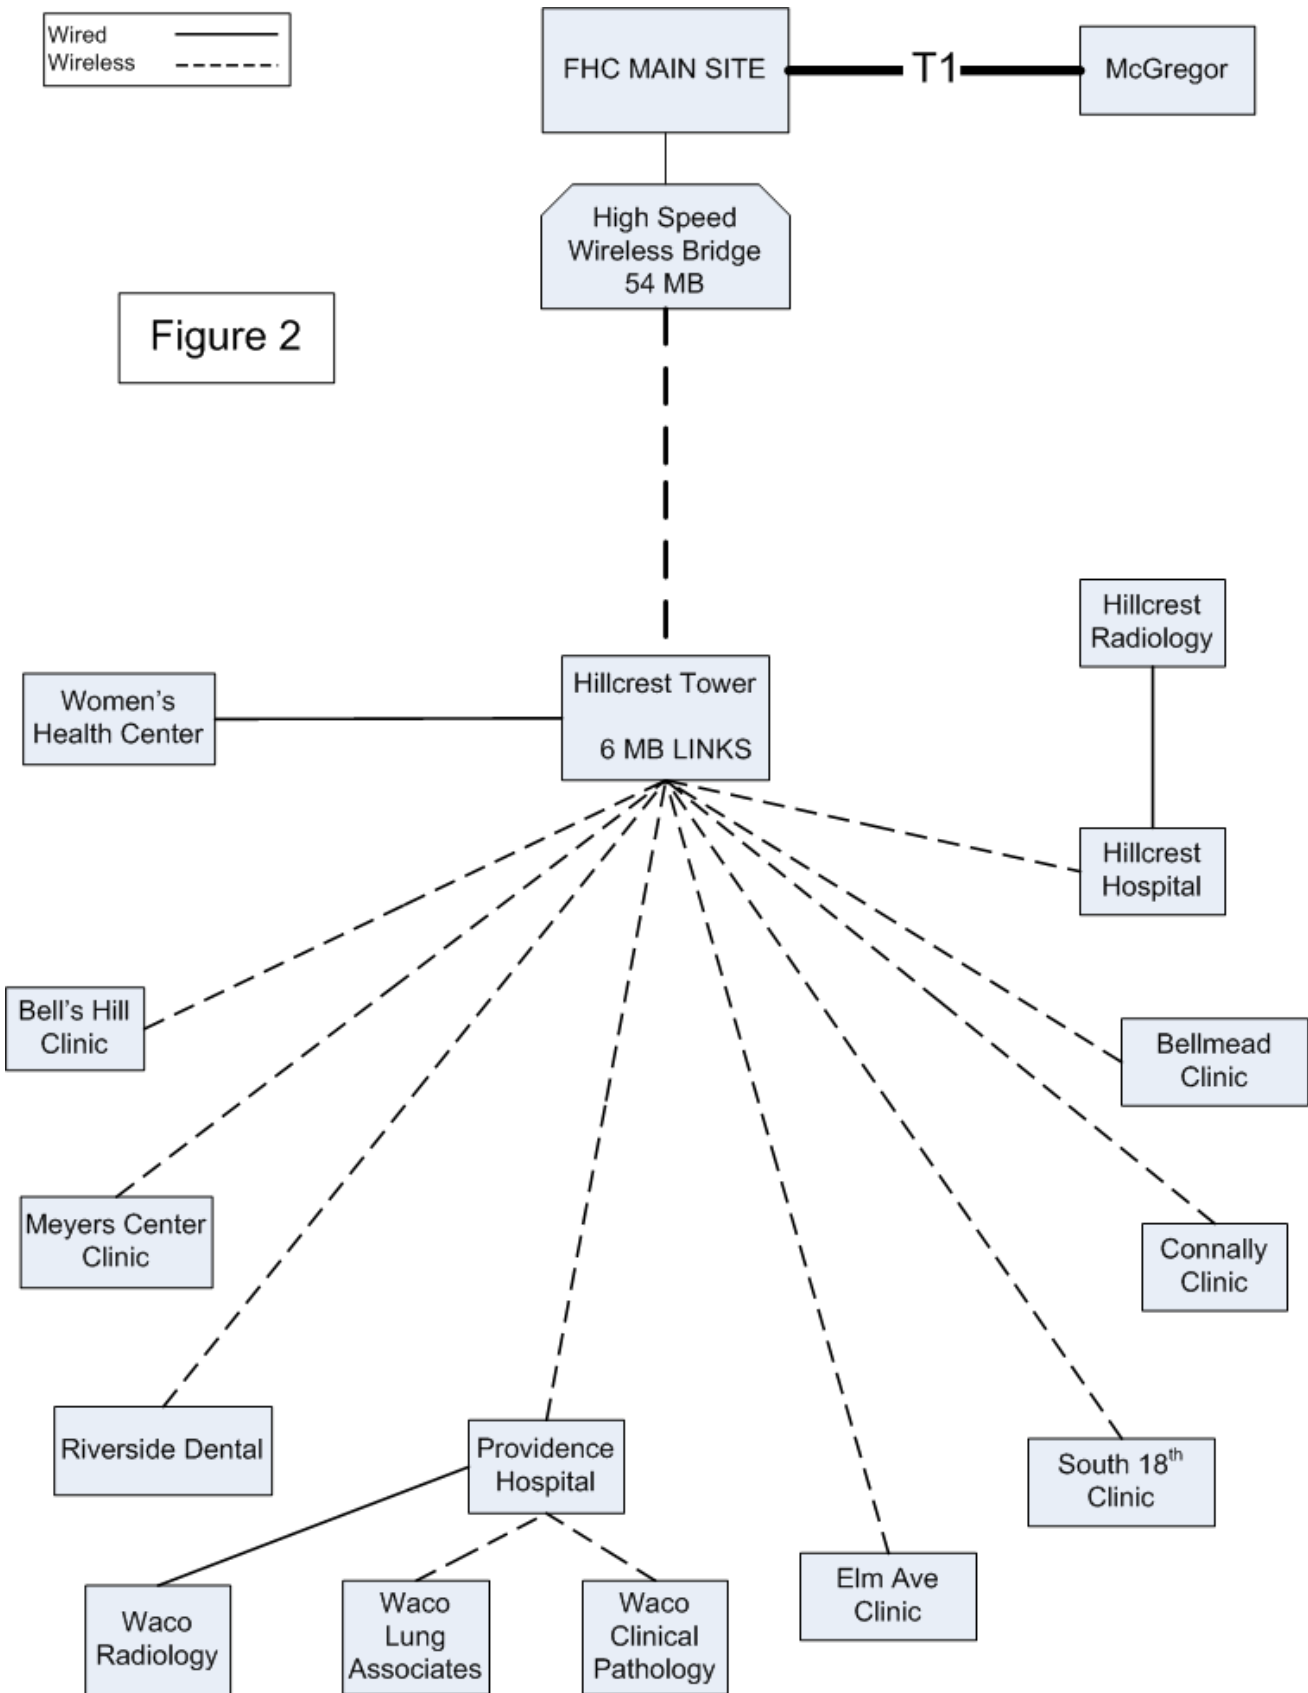 Wired
Wireless
FHC MAIN SITE
T1
McGregor
High Speed
Wireless Bridge
54 MB
Figure 2
Hillcrest
Radiology
Women's
Health Center
Hillcrest Tower
6 MB LINKS
Hillcrest
Hospital
Bell's Hill
Clinic
Bellmead
Clinic
Meyers Center
Clinic
Connally
Clinic
Riverside Dental
Providence
Hospital
South 18th
Clinic
Elm Ave
Clinic
Waco
Radiology
Waco
Lung
Associates
Waco
Clinical
Pathology